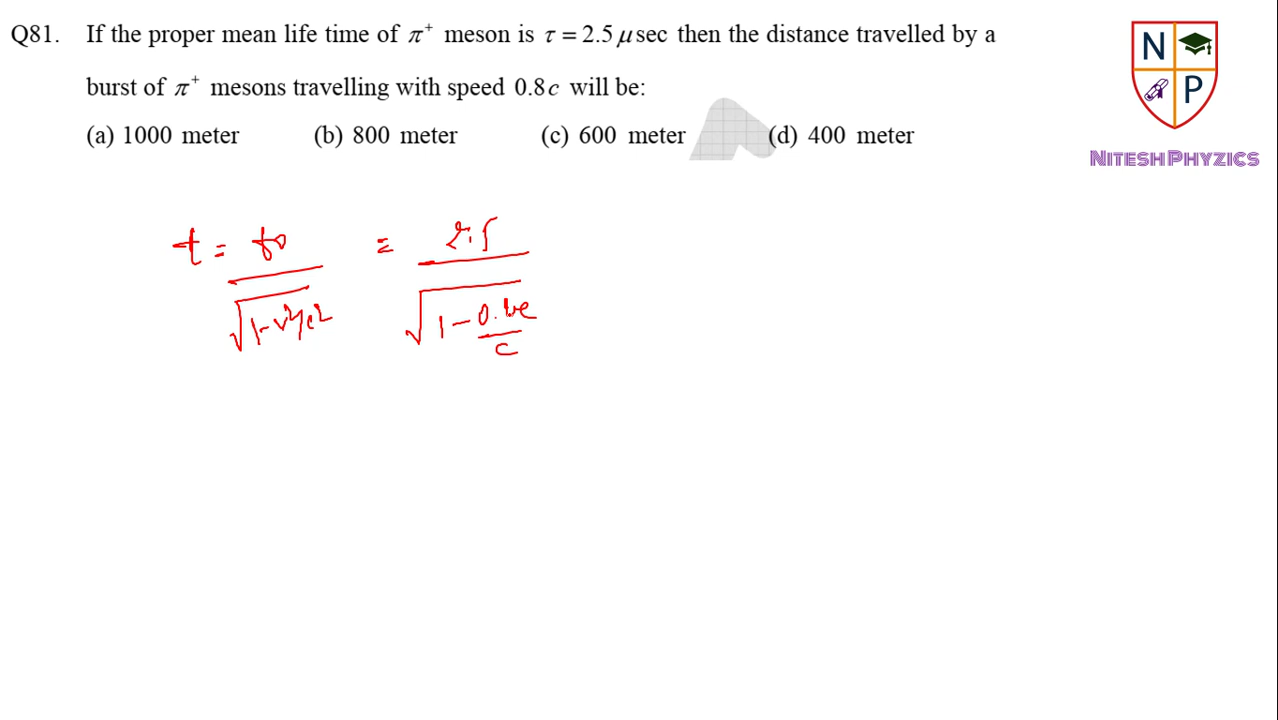 Q81. If the proper mean life time of π⁺ meson is τ = 2.5 μ sec then the distance travelled by a
burst of π⁺ mesons travelling with speed 0.8c will be:
(a) 1000 meter (b) 800 meter (c) 600 meter (d) 400 meter
N P
NITESH PHYZICS
t = t0 / √1-v²/c² = 2.5 / √1-0.8c/c